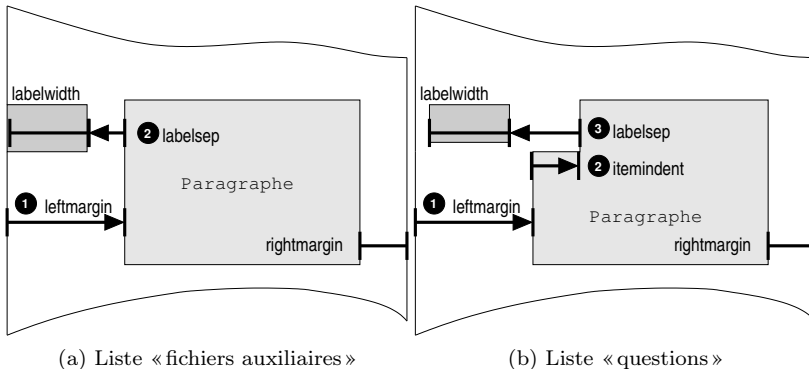 labelwidth
2 labelsep
Paragraphe
1 leftmargin
rightmargin
(a) Liste «fichiers auxiliaires»
labelwidth
3 labelsep
2 itemindent
1 leftmargin
Paragraphe
rightmargin
(b) Liste «questions»